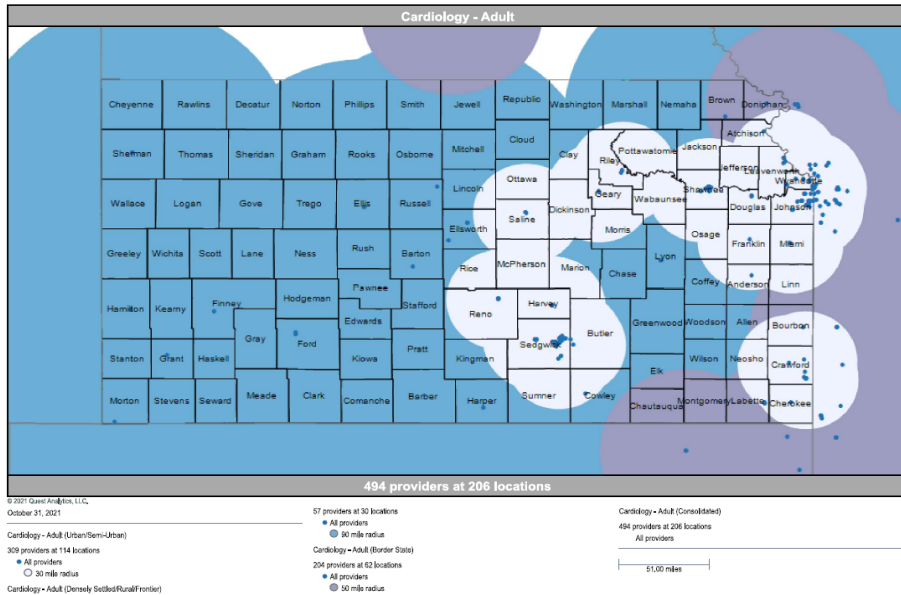 Cardiology - Adult
Cheyenne Rawlins Decatur Norton Phillips Smith Jewell Republic Washington Marshall Nemaha Brown Doniphan
Atchison
Sherman Thomas Sheridan Graham Rooks Osborne Mitchell Cloud Clay Riley Pottawatomie Jackson Jefferson Leavenworth Wyandotte
Ottawa
Wallace Logan Gove Trego Ellis Russell Lincoln Saline Dickinson Geary Wabaunsee Shawnee Douglas Johnson
Ellsworth Morris Osage Franklin Miami
Greeley Wichita Scott Lane Ness Rush Barton Rice McPherson Marion Chase Lyon
Pawnee Coffey Anderson Linn
Hamilton Kearny Finney Hodgeman Stafford Reno Harvey
Gray Ford Edwards Sedgwick Butler Greenwood Woodson Allen Bourbon
Stanton Grant Haskell Kiowa Pratt Kingman Elk Wilson Neosho Crawford
Morton Stevens Seward Meade Clark Comanche Barber Harper Sumner Cowley Chautauqua Montgomery Labette Cherokee
494 providers at 206 locations
© 2021 Quest Analytics, LLC.
October 31, 2021
Cardiology - Adult (Urban/Semi-Urban)
309 providers at 114 locations
All providers
30 mile radius
Cardiology - Adult (Densely Settled/Rural/Frontier)
57 providers at 30 locations
All providers
90 mile radius
Cardiology - Adult (Border State)
204 providers at 62 locations
All providers
50 mile radius
Cardiology - Adult (Consolidated)
494 providers at 206 locations
All providers
51.00 miles